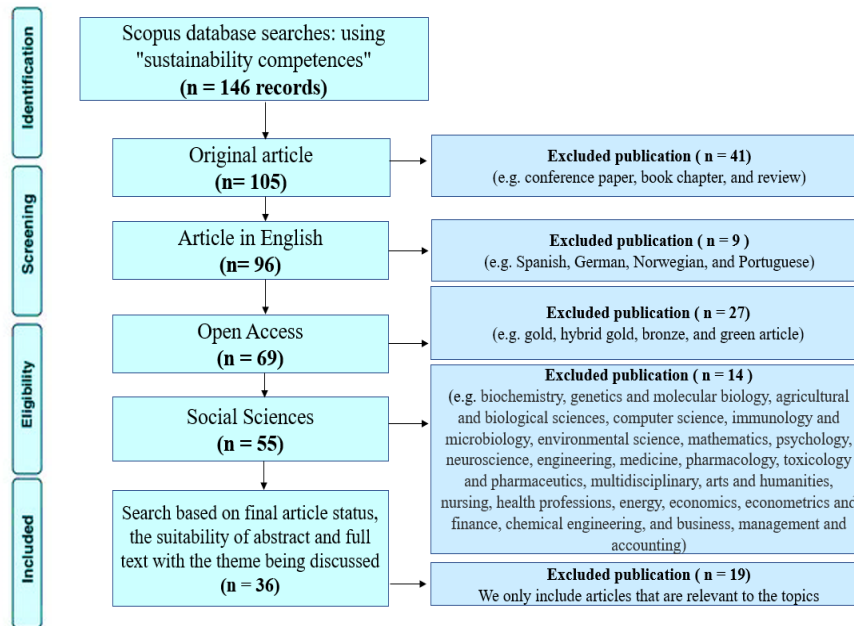 Identification
Scopus database searches: using
"sustainability competences"
(n = 146 records)
Original article
(n= 105)
Excluded publication ( n = 41)
(e.g. conference paper, book chapter, and review)
Screening
Article in English
(n= 96)
Excluded publication ( n = 9 )
(e.g. Spanish, German, Norwegian, and Portuguese)
Open Access
(n = 69)
Excluded publication ( n = 27)
(e.g. gold, hybrid gold, bronze, and green article)
Eligibility
Social Sciences
(n = 55)
Excluded publication ( n = 14 )
(e.g. biochemistry, genetics and molecular biology, agricultural
and biological sciences, computer science, immunology and
microbiology, environmental science, mathematics, psychology,
neuroscience, engineering, medicine, pharmacology, toxicology
and pharmaceutics, multidisciplinary, arts and humanities,
nursing, health professions, energy, economics, econometrics and
finance, chemical engineering, and business, management and
accounting)
Included
Search based on final article status,
the suitability of abstract and full
text with the theme being discussed
(n = 36)
Excluded publication ( n = 19)
We only include articles that are relevant to the topics